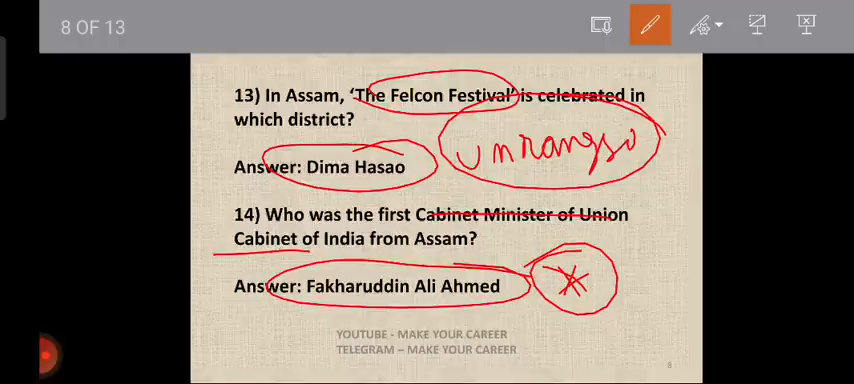 8 OF 13
13) In Assam, ‘The Felcon Festival’ is celebrated in
which district?
umrangso
Answer: Dima Hasao
14) Who was the first Cabinet Minister of Union
Cabinet of India from Assam?
Answer: Fakharuddin Ali Ahmed
YOUTUBE - MAKE YOUR CAREER
TELEGRAM – MAKE YOUR CAREER
8